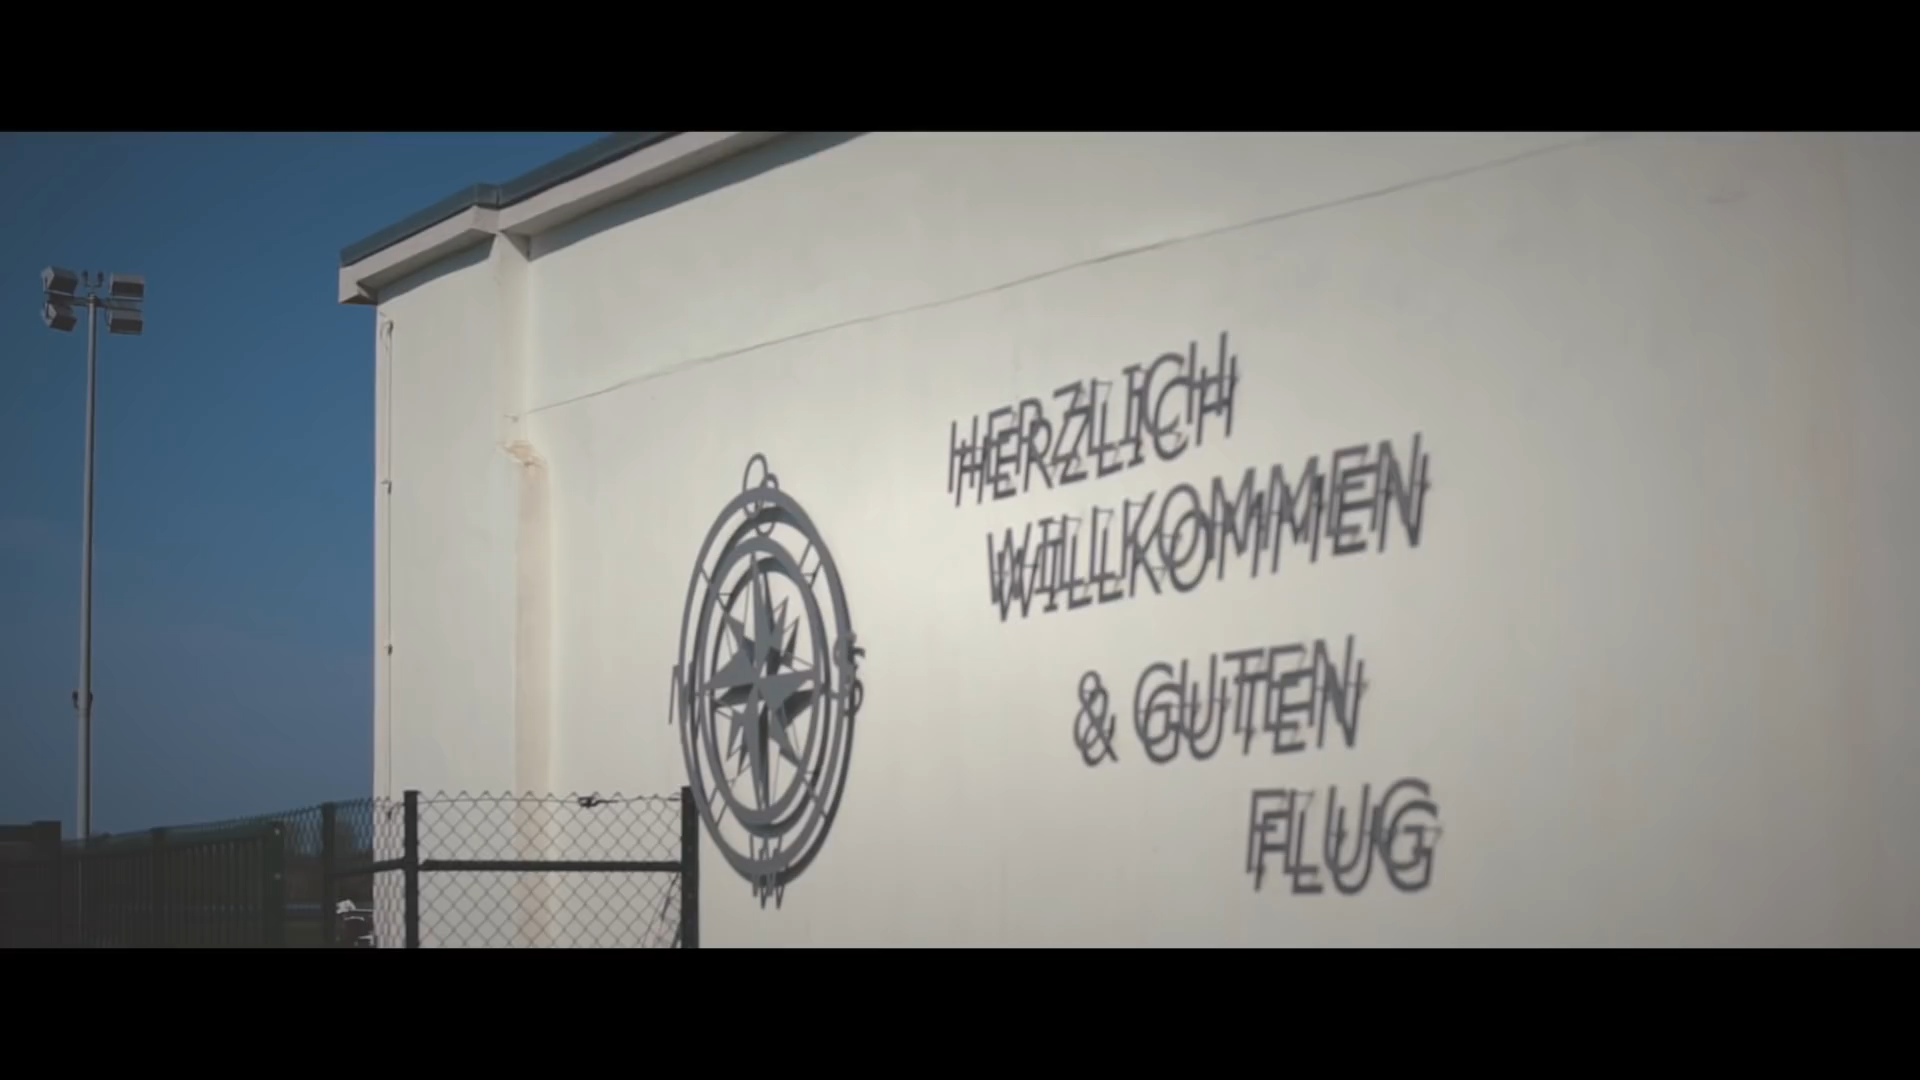 HERZLICH
WILLKOMMEN
& GUTEN
FLUG
N
O
S
W